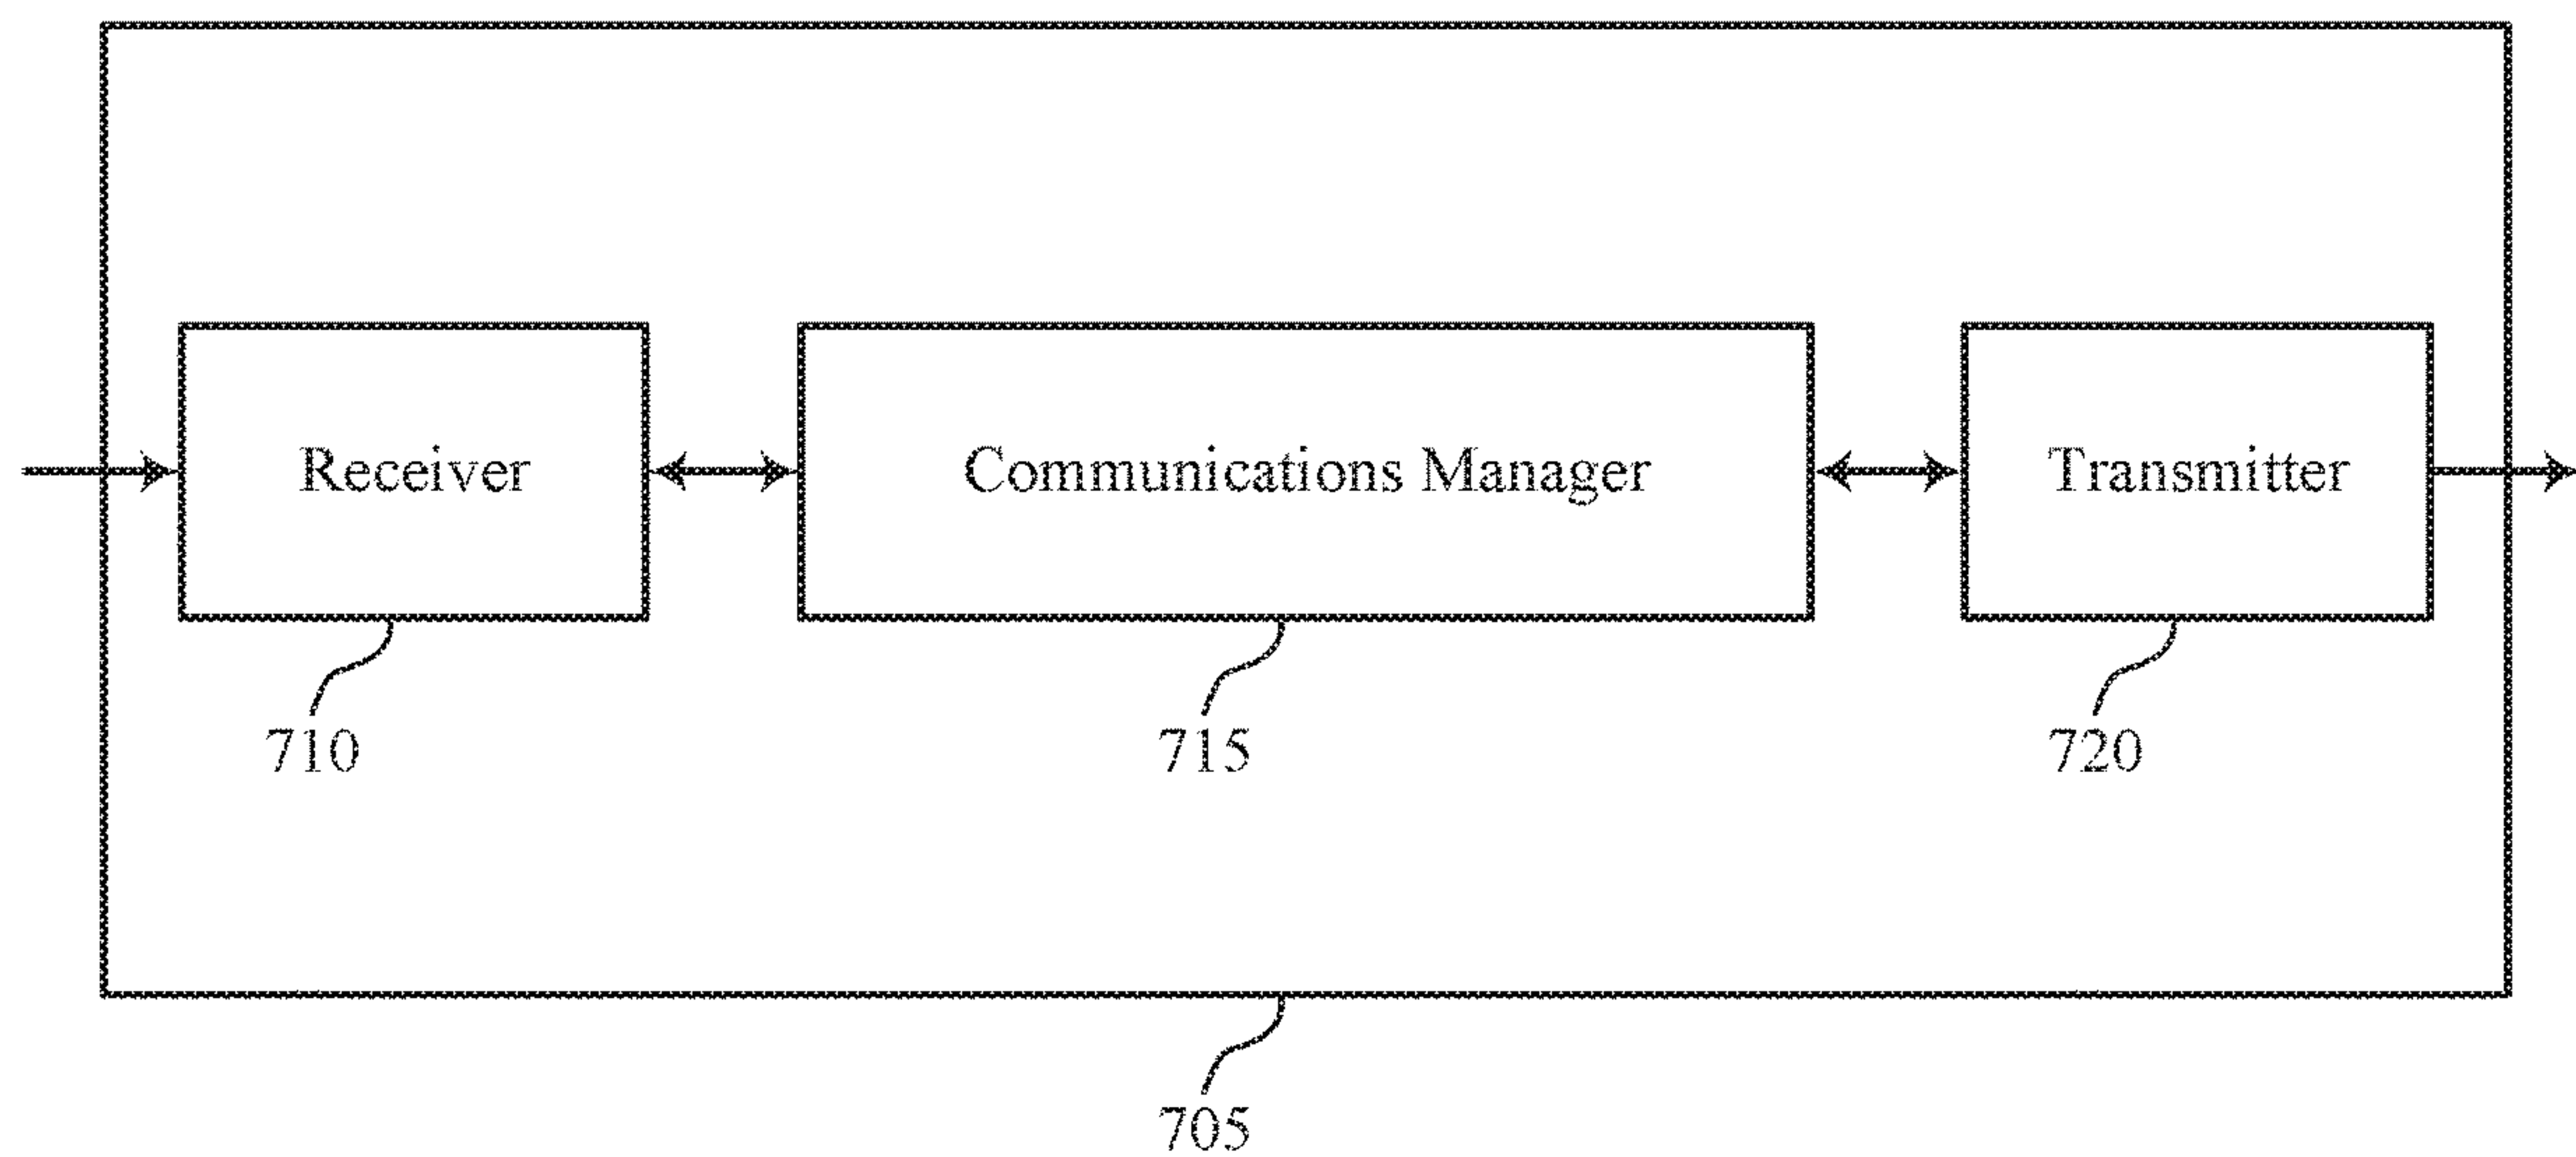 Receiver
Communications Manager
Transmitter
710
715
720
705